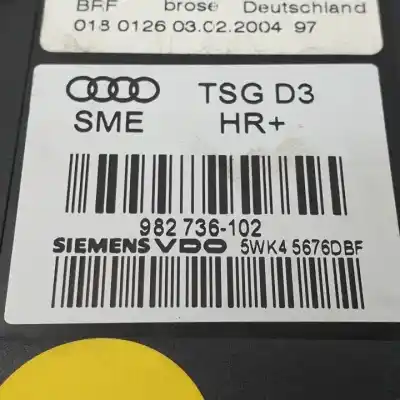 BRF brose Deutschland
018 0126 03.02.2004 97
TSG D3
SME HR+
982 736-102
SIEMENS VDO 5WK4 5676DBF